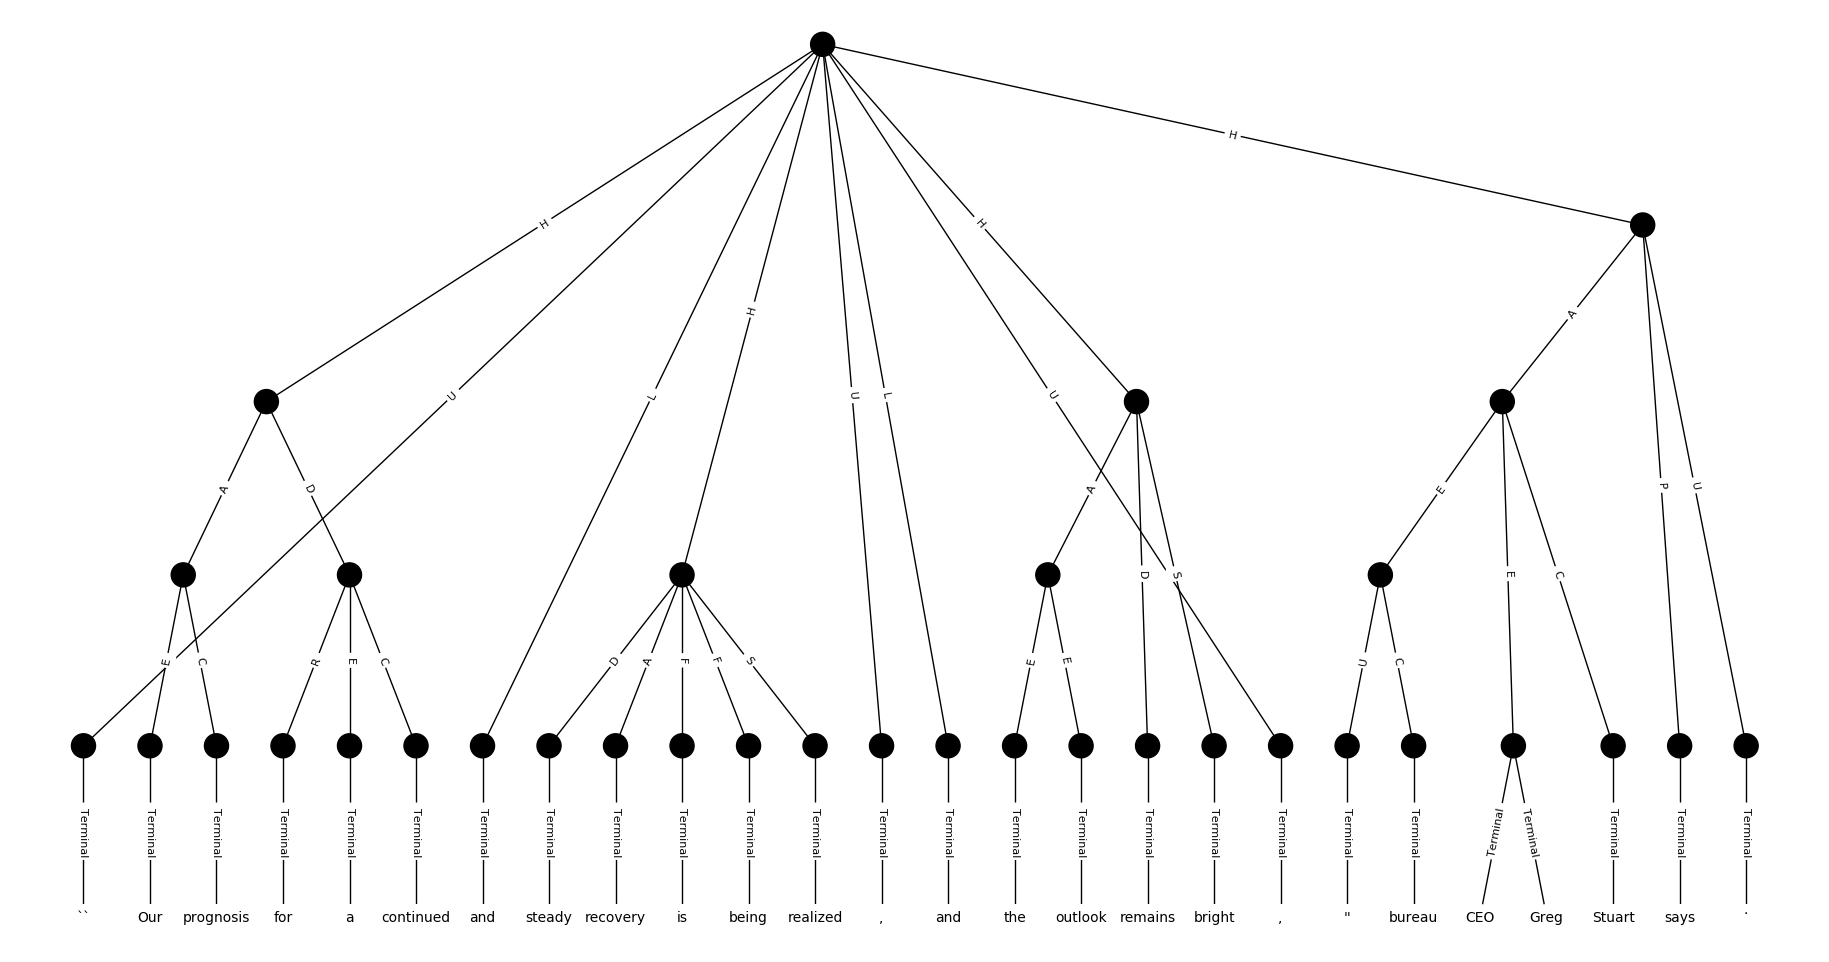 H
H
H
H
A
U
L
U
L
U
P
U
A
D
A
E
D
S
E
C
E
C
R
E
C
D
A
F
F
S
E
E
U
C
Terminal Terminal Terminal Terminal Terminal Terminal Terminal Terminal Terminal Terminal Terminal Terminal Terminal Terminal Terminal Terminal Terminal Terminal Terminal Terminal Terminal Terminal Terminal Terminal Terminal Terminal
`` Our prognosis for a continued and steady recovery is being realized , and the outlook remains bright , " bureau CEO Greg Stuart says .